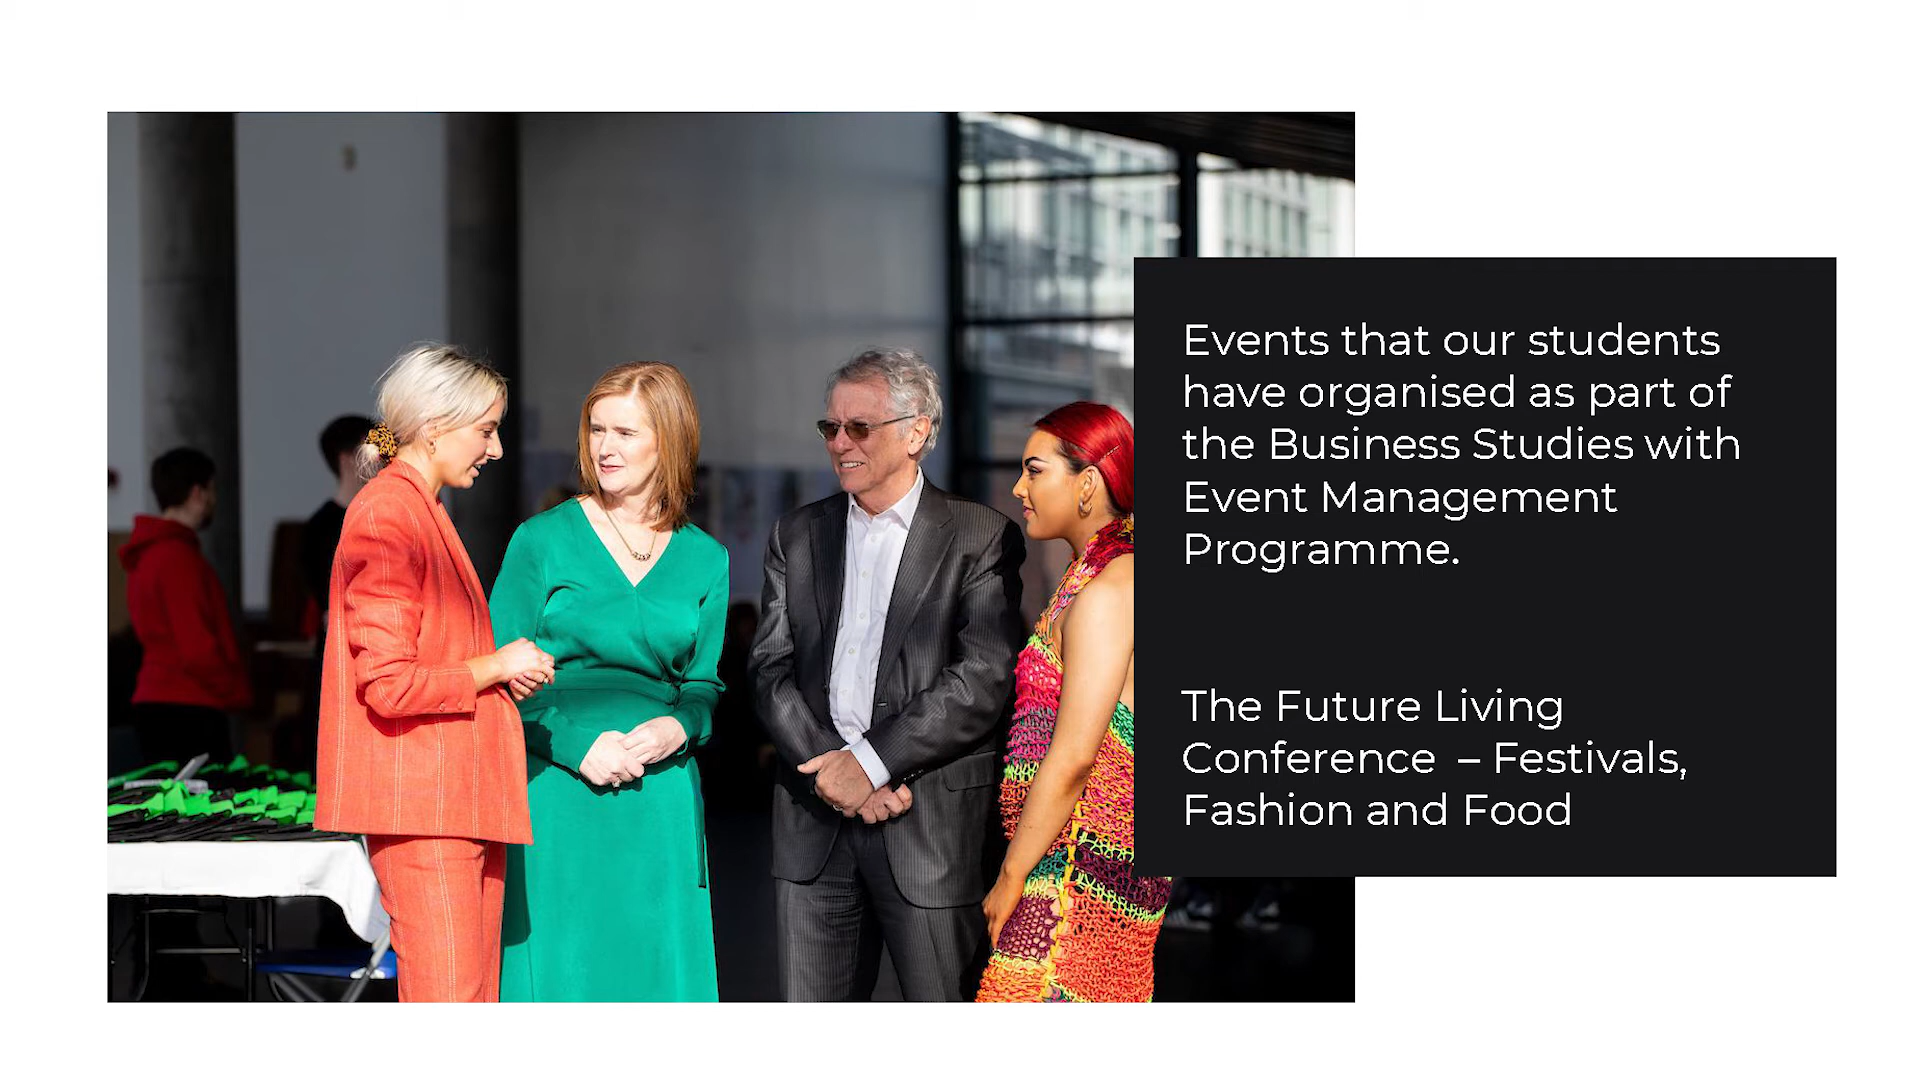 Events that our students
have organised as part of
the Business Studies with
Event Management
Programme.
The Future Living
Conference – Festivals,
Fashion and Food